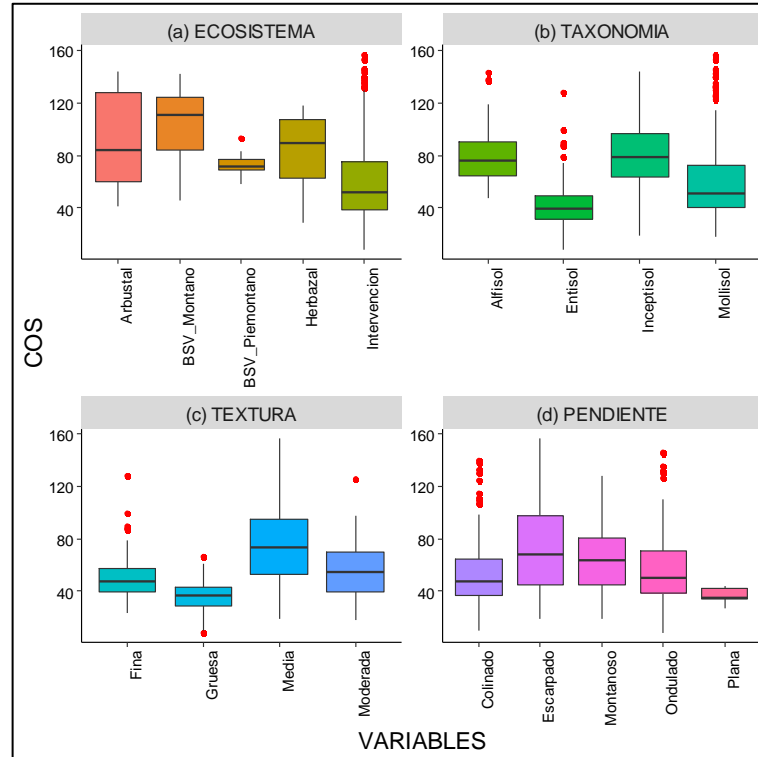 (a) ECOSISTEMA
(b) TAXONOMIA
160
120
80
40
160
120
80
40
Arbustal
BSV_Montano
BSV_Piemontano
Herbazal
Intervencion
Alfisol
Entisol
Inceptisol
Mollisol
COS
(c) TEXTURA
(d) PENDIENTE
160
120
80
40
160
120
80
40
Fina
Gruesa
Media
Moderada
Colinado
Escarpado
Montanoso
Ondulado
Plana
VARIABLES